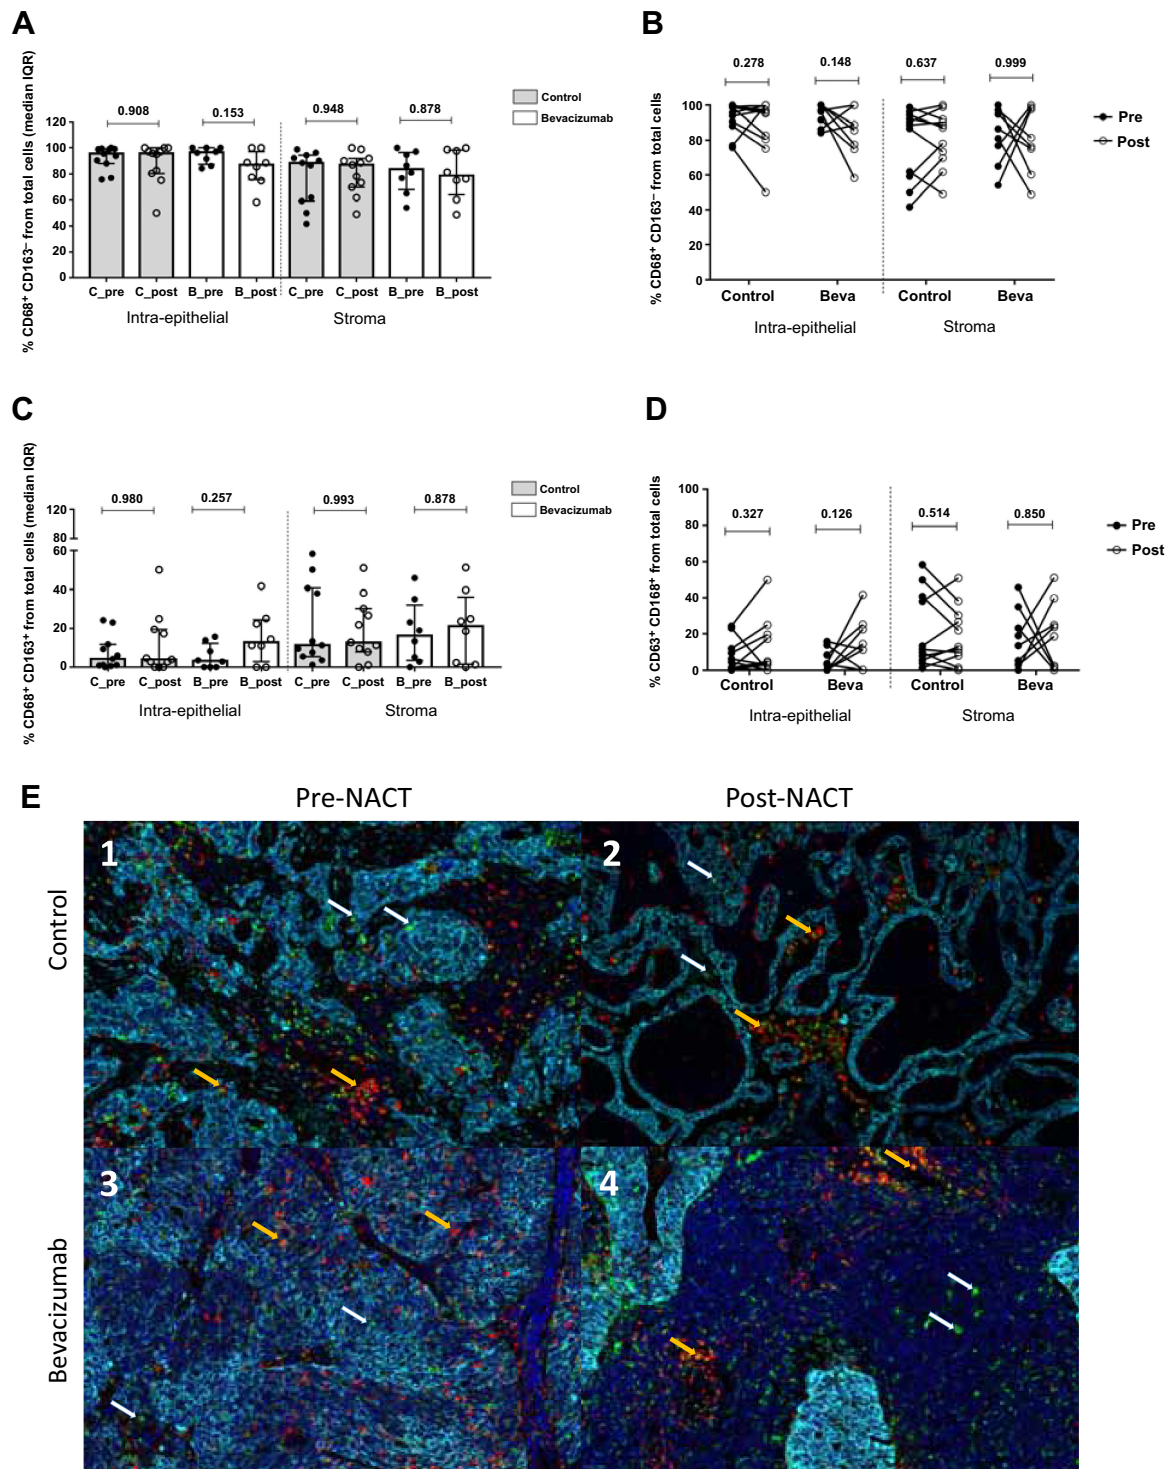 A
% CD68⁺ CD163⁻ from total cells (median IQR)
0.908
0.153
0.948
0.878
Control
Bevacizumab
120
100
80
60
40
20
0
C_pre C_post B_pre B_post C_pre C_post B_pre B_post
Intra-epithelial Stroma
B
% CD68⁺ CD163⁻ from total cells
0.278
0.148
0.637
0.999
Pre
Post
100
80
60
40
20
0
Control Beva Control Beva
Intra-epithelial Stroma
C
% CD68⁺ CD163⁺ from total cells (median IQR)
0.980
0.257
0.993
0.878
Control
Bevacizumab
120
80
60
40
20
0
C_pre C_post B_pre B_post C_pre C_post B_pre B_post
Intra-epithelial Stroma
D
% CD63⁺ CD168⁺ from total cells
0.327
0.126
0.514
0.850
Pre
Post
100
80
60
40
20
0
Control Beva Control Beva
Intra-epithelial Stroma
E
Pre-NACT Post-NACT
Control
1
2
Bevacizumab
3
4